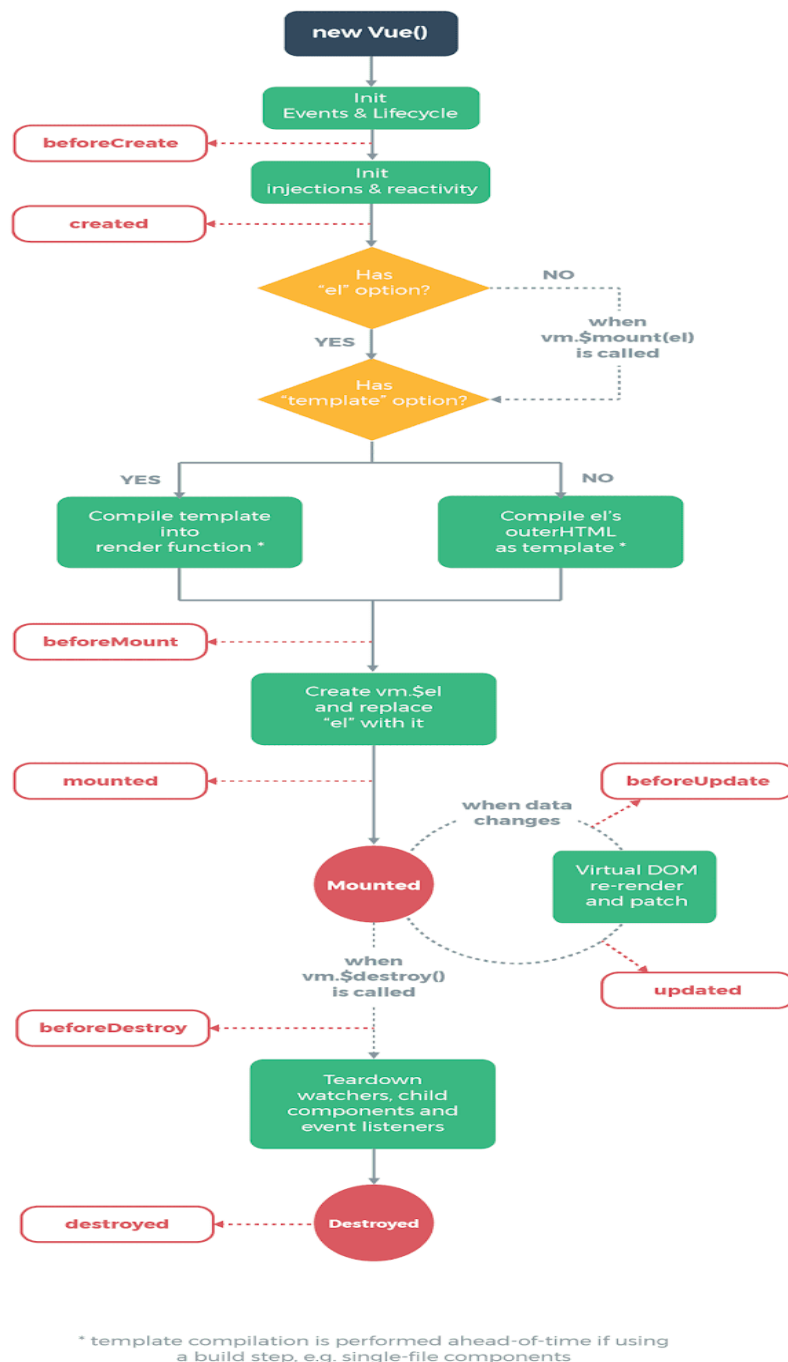 new Vue()
Init
Events & Lifecycle
beforeCreate
Init
injections & reactivity
created
Has
“el” option?
NO
when
vm.$mount(el)
is called
YES
Has
“template” option?
YES
NO
Compile template
into
render function *
Compile el’s
outerHTML
as template *
beforeMount
Create vm.$el
and replace
“el” with it
mounted
beforeUpdate
when data
changes
Mounted
Virtual DOM
re-render
and patch
when
vm.$destroy()
is called
updated
beforeDestroy
Teardown
watchers, child
components and
event listeners
destroyed
Destroyed
* template compilation is performed ahead-of-time if using
a build step, e.g. single-file components